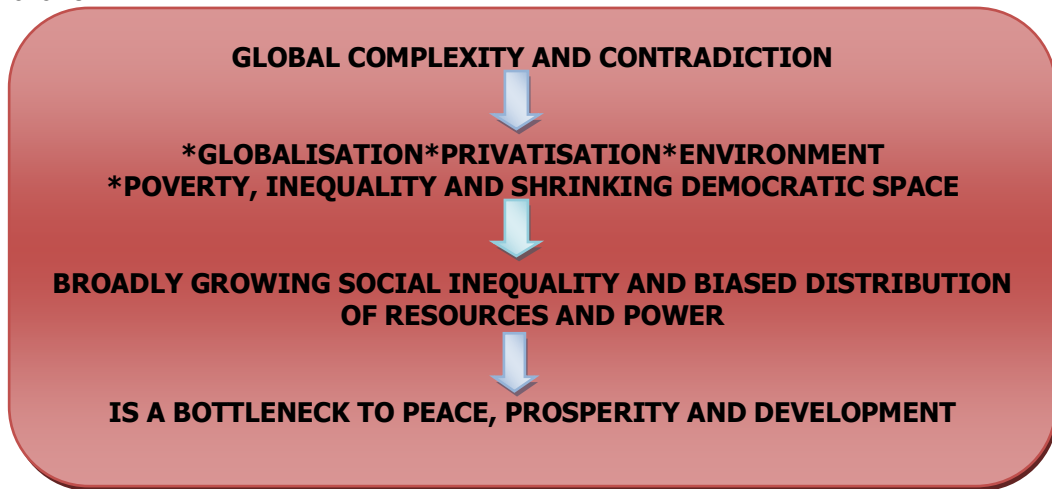 GLOBAL COMPLEXITY AND CONTRADICTION
*GLOBALISATION*PRIVATISATION*ENVIRONMENT
*POVERTY, INEQUALITY AND SHRINKING DEMOCRATIC SPACE
BROADLY GROWING SOCIAL INEQUALITY AND BIASED DISTRIBUTION
OF RESOURCES AND POWER
IS A BOTTLENECK TO PEACE, PROSPERITY AND DEVELOPMENT